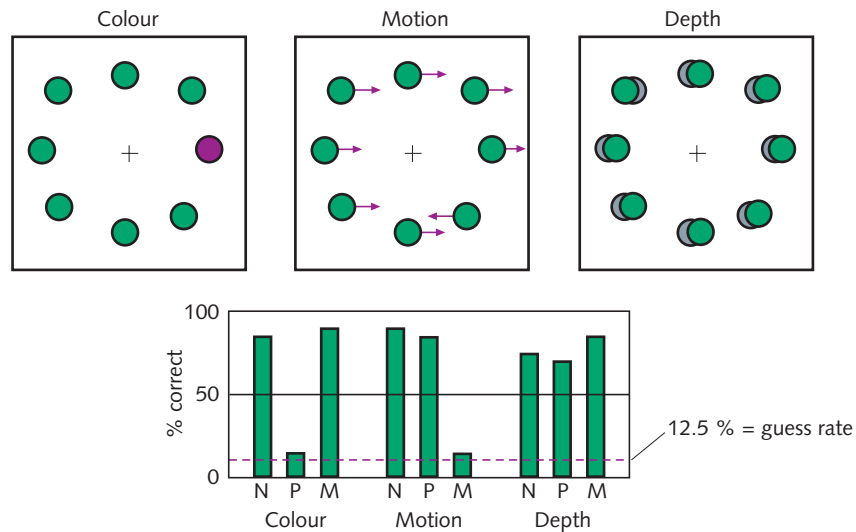 Colour Motion Depth
100
% correct
50
12.5 % = guess rate
0
N P M N P M N P M
Colour Motion Depth